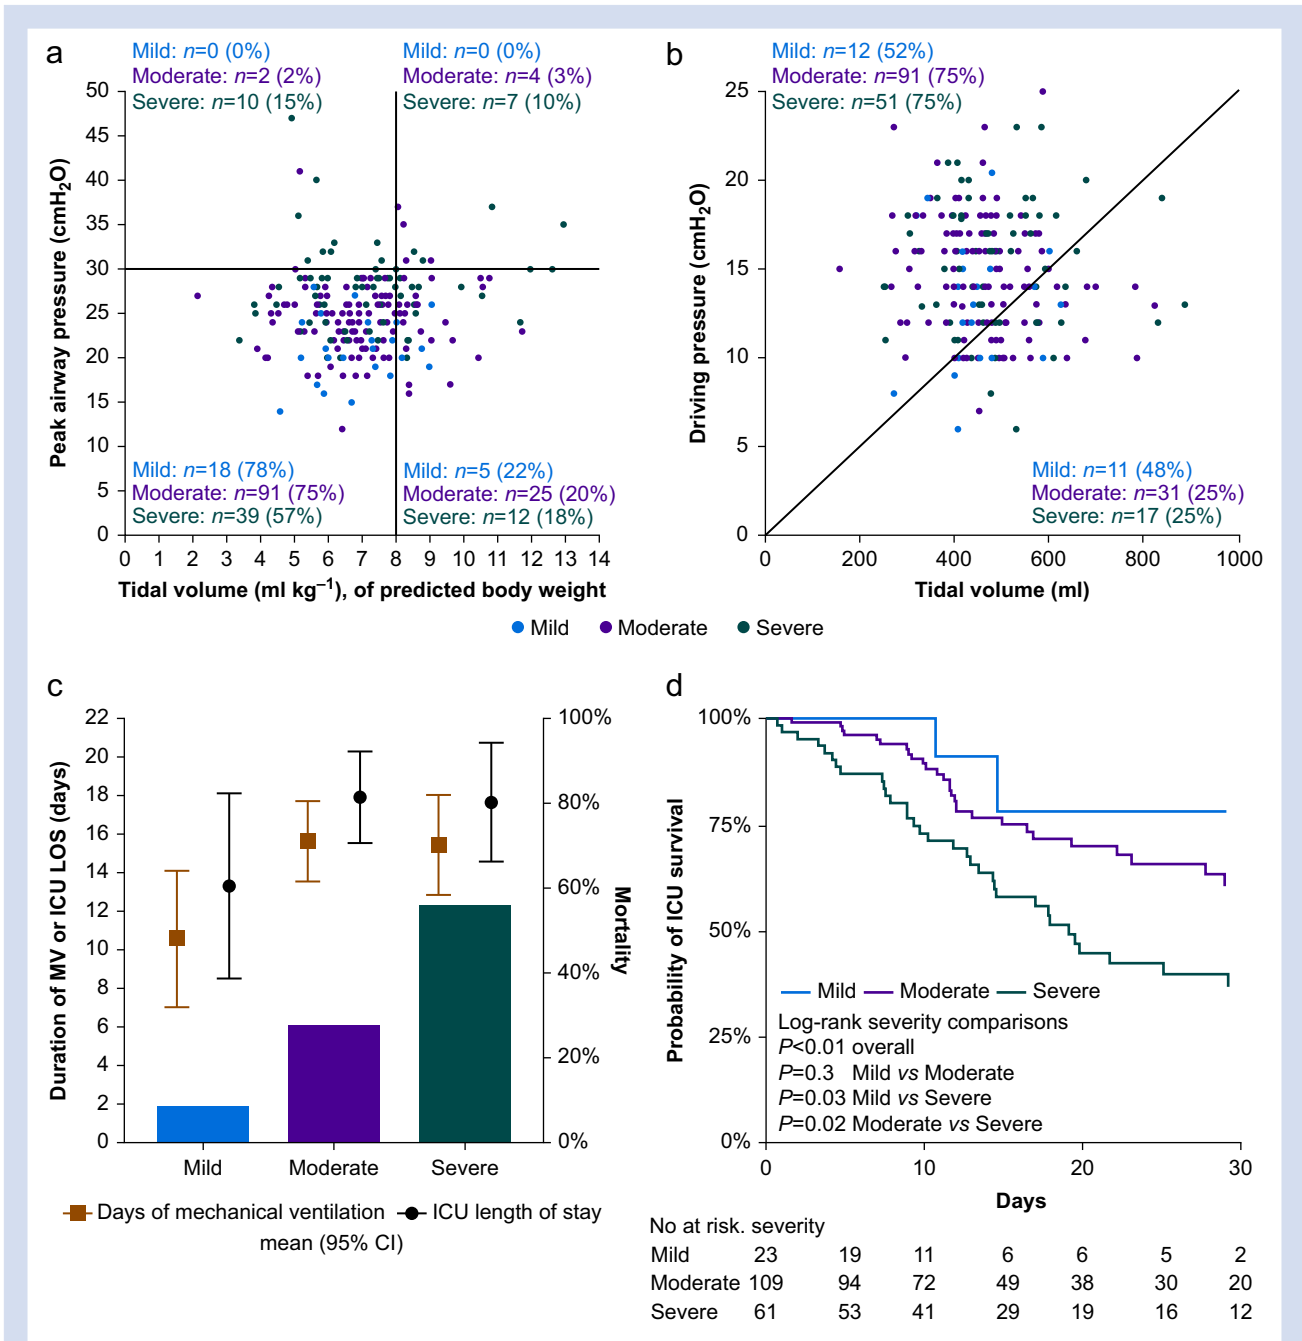 a
Mild: n=0 (0%)
Moderate: n=2 (2%)
Severe: n=10 (15%)
Mild: n=0 (0%)
Moderate: n=4 (3%)
Severe: n=7 (10%)
50
45
40
35
30
25
20
15
10
5
0
Peak airway pressure (cmH2O)
Mild: n=18 (78%)
Moderate: n=91 (75%)
Severe: n=39 (57%)
Mild: n=5 (22%)
Moderate: n=25 (20%)
Severe: n=12 (18%)
0 1 2 3 4 5 6 7 8 9 10 11 12 13 14
Tidal volume (ml kg–1), of predicted body weight
b
Mild: n=12 (52%)
Moderate: n=91 (75%)
Severe: n=51 (75%)
25
20
15
10
5
0
Driving pressure (cmH2O)
Mild: n=11 (48%)
Moderate: n=31 (25%)
Severe: n=17 (25%)
0 200 400 600 800 1000
Tidal volume (ml)
Mild Moderate Severe
c
22
20
18
16
14
12
10
8
6
4
2
0
Duration of MV or ICU LOS (days)
100%
80%
60%
40%
20%
0%
Mortality
Mild Moderate Severe
Days of mechanical ventilation ICU length of stay
mean (95% CI)
d
100%
75%
50%
25%
0%
Probability of ICU survival
Mild Moderate Severe
Log-rank severity comparisons
P<0.01 overall
P=0.3 Mild vs Moderate
P=0.03 Mild vs Severe
P=0.02 Moderate vs Severe
0 10 20 30
Days
No at risk. severity
Mild 23 19 11 6 6 5 2
Moderate 109 94 72 49 38 30 20
Severe 61 53 41 29 19 16 12